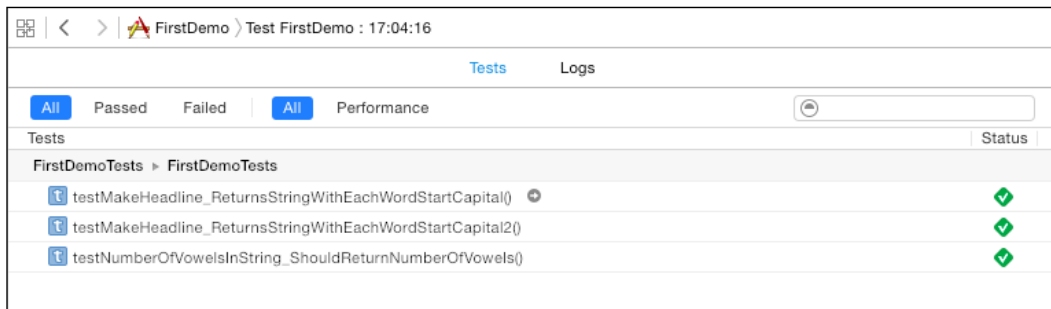 FirstDemo 〉Test FirstDemo : 17:04:16
Tests Logs
All Passed Failed All Performance
Tests Status
FirstDemoTests ▸ FirstDemoTests
t testMakeHeadline_ReturnsStringWithEachWordStartCapital()
t testMakeHeadline_ReturnsStringWithEachWordStartCapital2()
t testNumberOfVowelsInString_ShouldReturnNumberOfVowels()